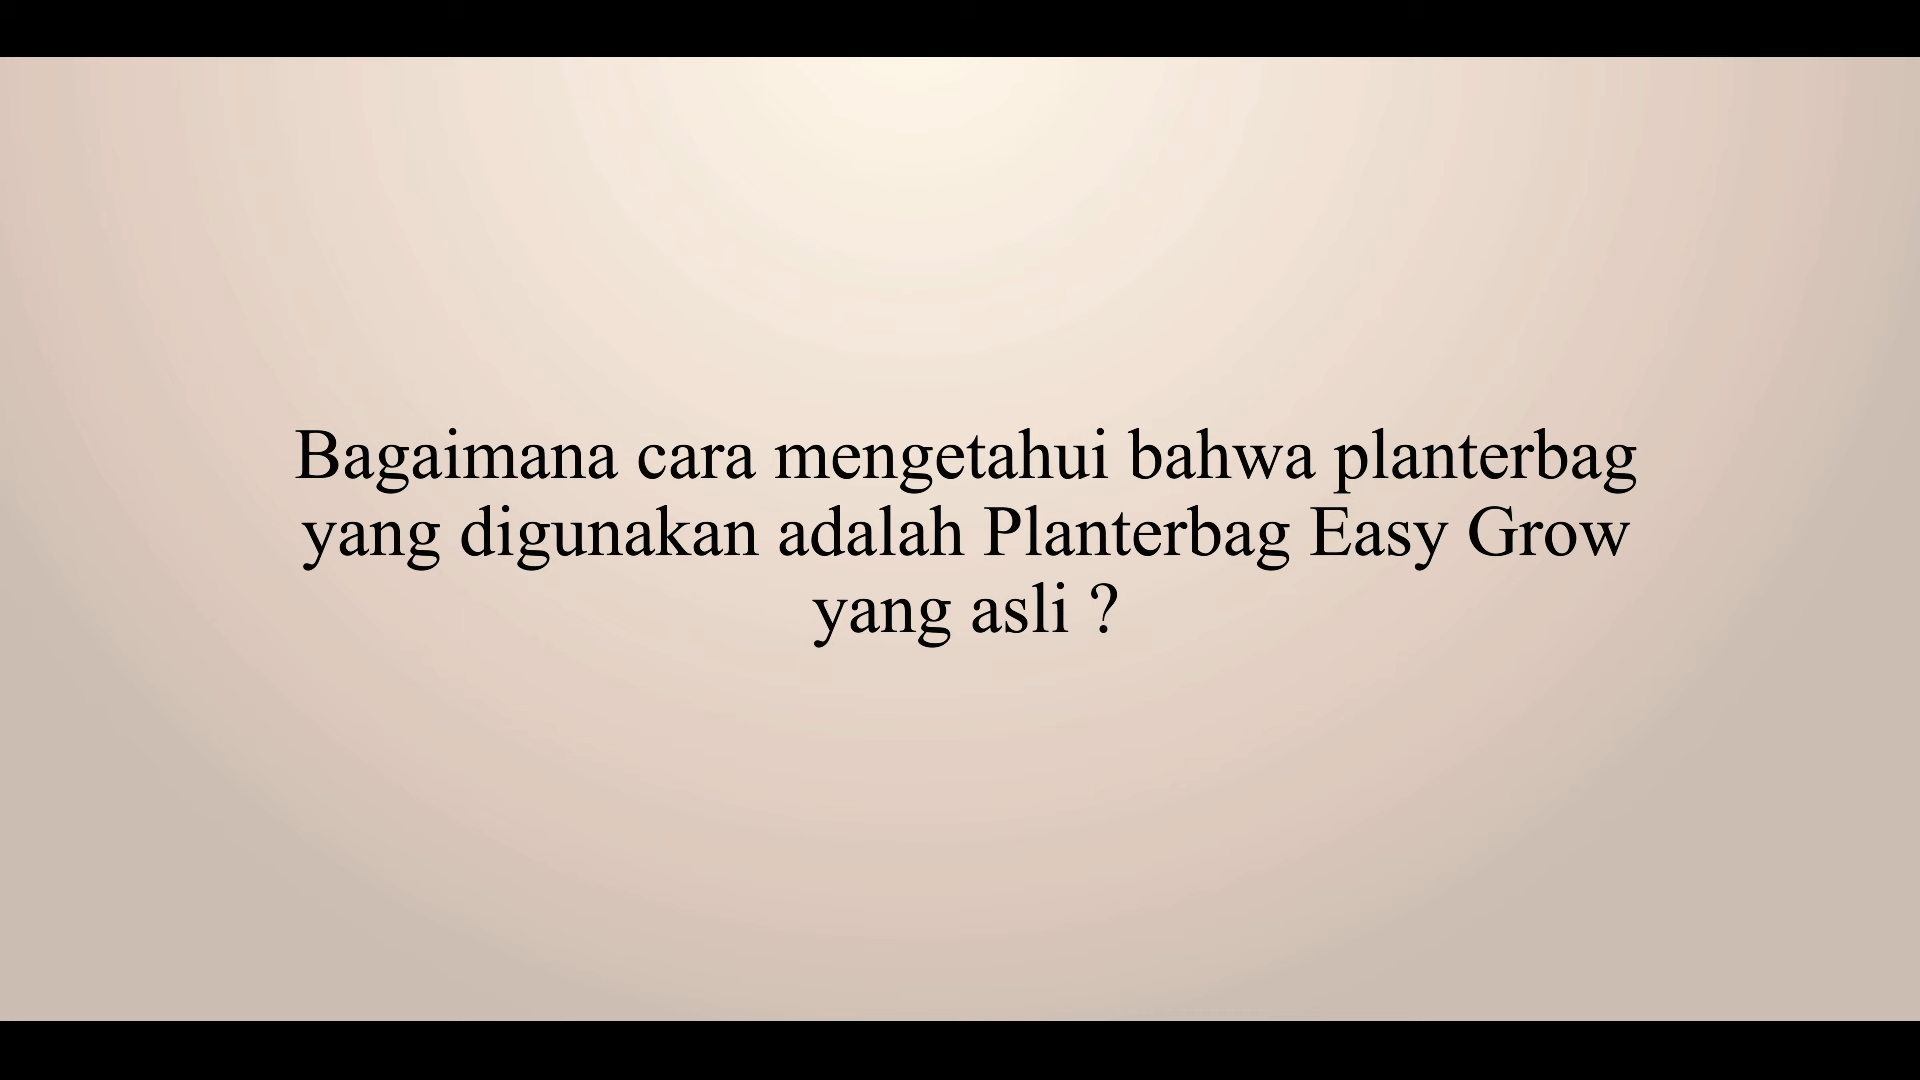 Bagaimana cara mengetahui bahwa planterbag
yang digunakan adalah Planterbag Easy Grow
yang asli ?